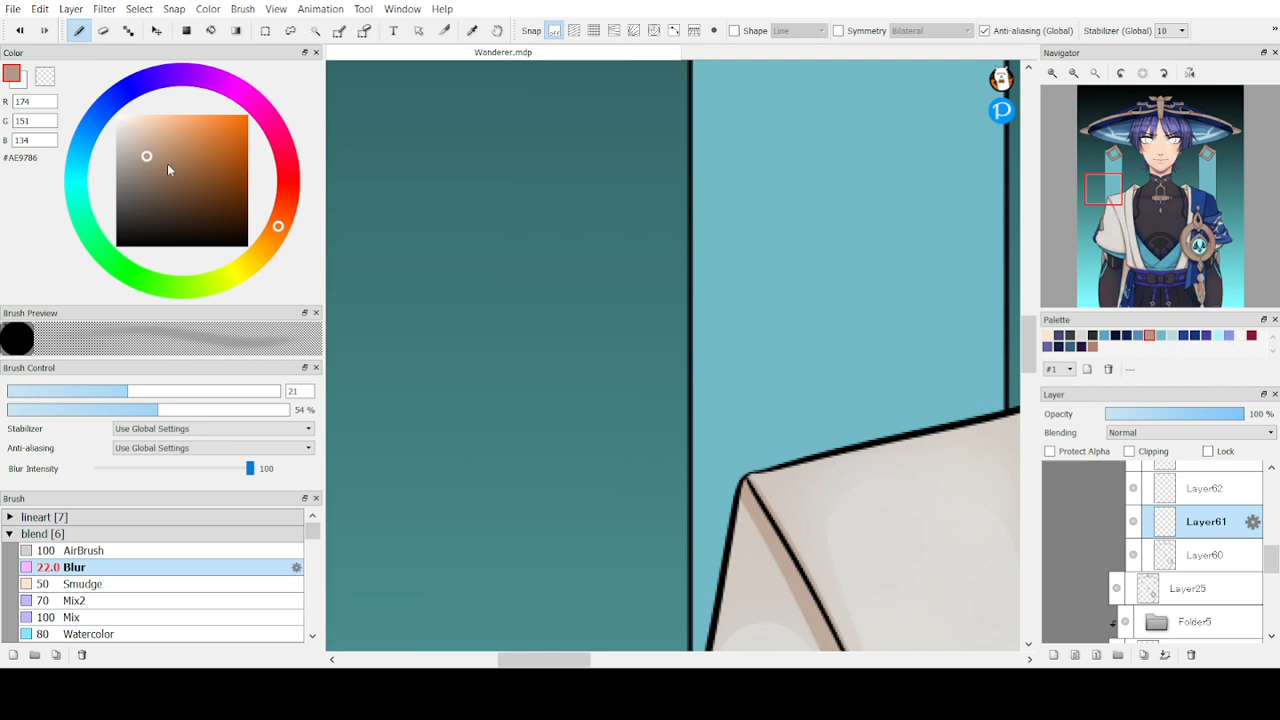 File Edit Layer Filter Select Snap Color Brush View Animation Tool Window Help
T Snap Shape Line Symmetry Bilateral Anti-aliasing (Global) Stabilizer (Global) 10 »
Color
Wanderer.mdp
Navigator
R 174
G 151
B 134
#AE9786
Brush Preview
Brush Control
21
54 %
Stabilizer Use Global Settings
Anti-aliasing Use Global Settings
Blur Intensity 100
Brush
lineart [7]
blend [6]
100 AirBrush
22.0 Blur
50 Smudge
70 Mix2
100 Mix
80 Watercolor
P
Palette
#1 ---
Layer
Opacity 100 %
Blending Normal
Protect Alpha Clipping Lock
Layer62
Layer61
Layer60
Layer25
Folder5